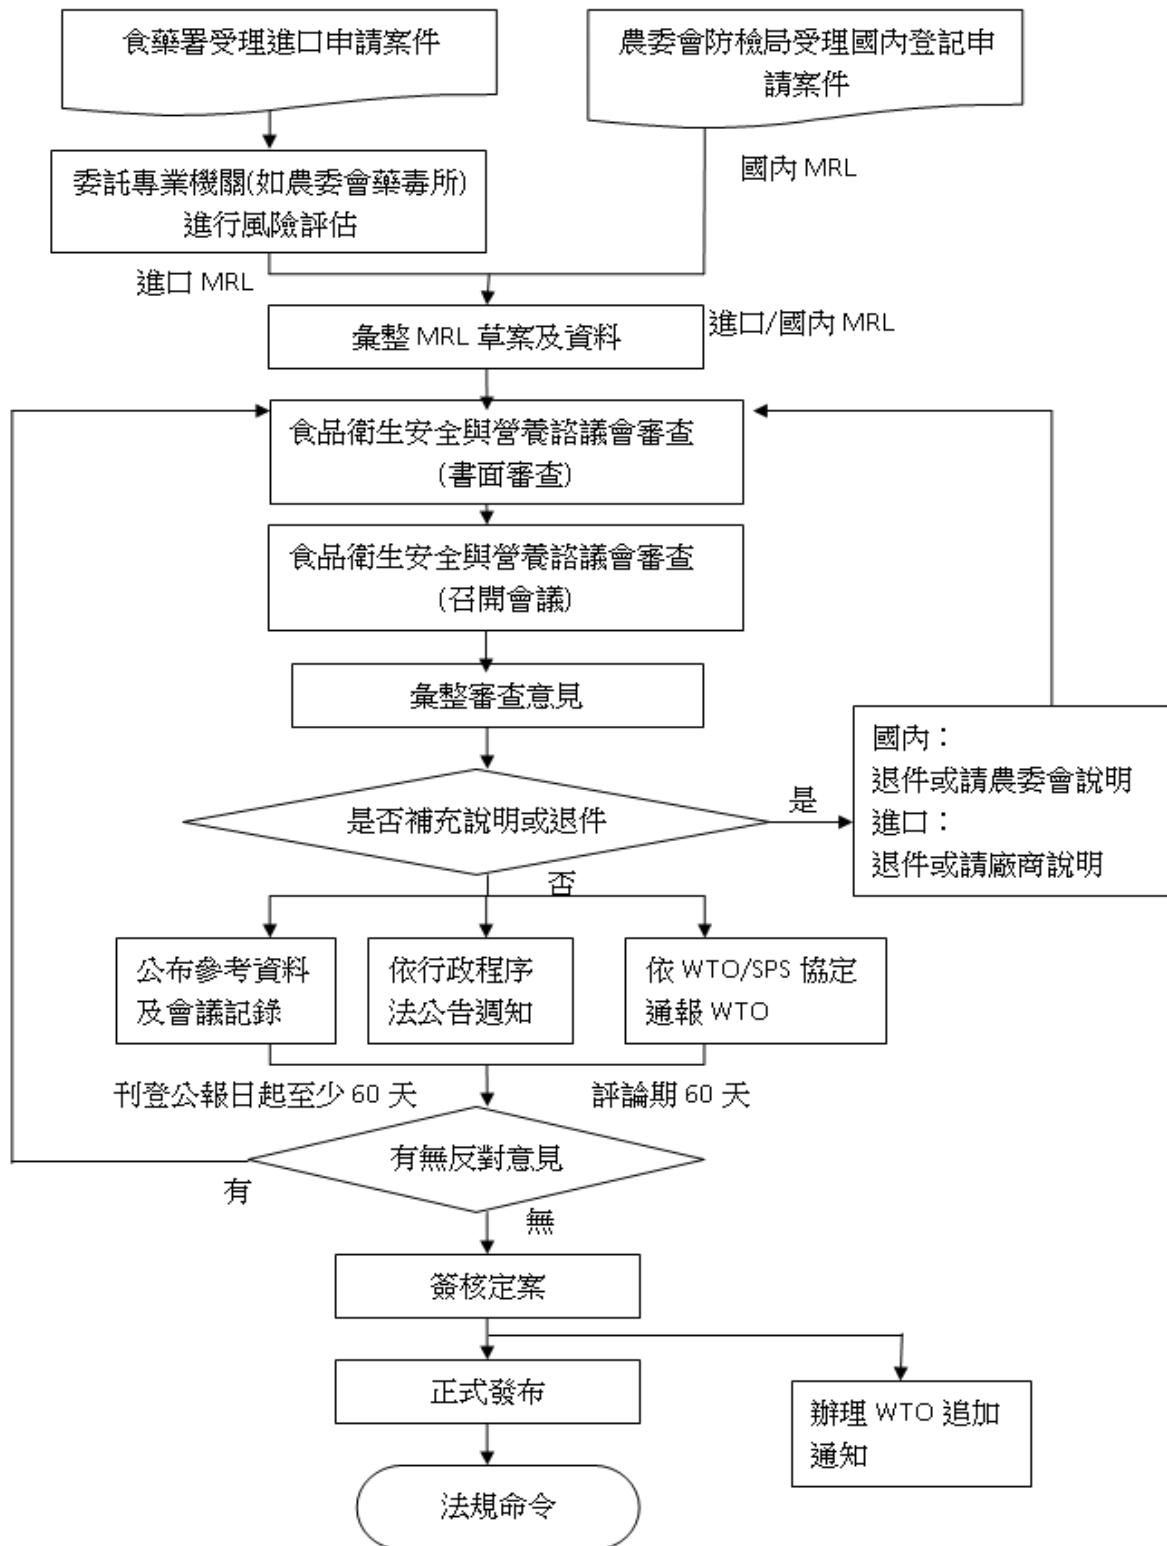 食藥署受理進口申請案件
農委會防檢局受理國內登記申
請案件
國內 MRL
委託專業機關(如農委會藥毒所)
進行風險評估
進口 MRL
彙整 MRL 草案及資料
進口/國內 MRL
食品衛生安全與營養諮議會審查
(書面審查)
食品衛生安全與營養諮議會審查
(召開會議)
彙整審查意見
是否補充說明或退件
是
國內：
退件或請農委會說明
進口：
退件或請廠商說明
否
公布參考資料
及會議記錄
依行政程序
法公告週知
依 WTO/SPS 協定
通報 WTO
刊登公報日起至少 60 天
評論期 60 天
有無反對意見
有
無
簽核定案
正式發布
辦理 WTO 追加
通知
法規命令